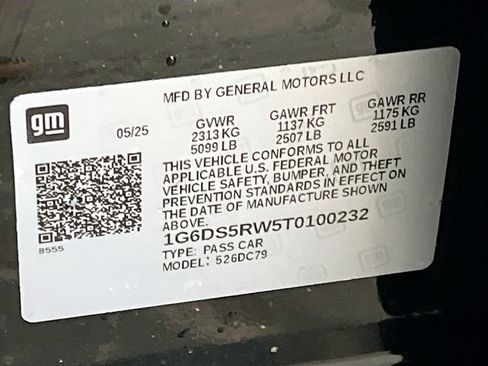 MFD BY GENERAL MOTORS LLC
gm
05/25
GVWR GAWR FRT GAWR RR
2313 KG 1137 KG 1175 KG
5099 LB 2507 LB 2591 LB
THIS VEHICLE CONFORMS TO ALL
APPLICABLE U.S. FEDERAL MOTOR
VEHICLE SAFETY, BUMPER, AND THEFT
PREVENTION STANDARDS IN EFFECT ON
THE DATE OF MANUFACTURE SHOWN
ABOVE.
8555
1G6DS5RW5T0100232
TYPE: PASS CAR
MODEL: 526DC79